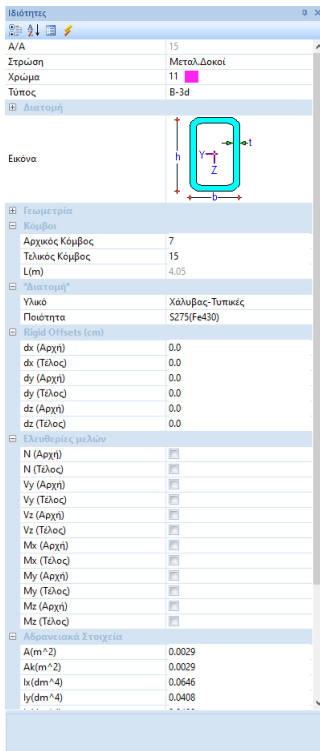 Ιδιότητες
Α/Α 15
Στρώση Μεταλ.Δοκοί
Χρώμα 11
Τύπος B-3d
Διατομή
Εικόνα h t Y Z b
Γεωμετρία
Κόμβοι
Αρχικός Κόμβος 7
Τελικός Κόμβος 15
L(m) 4.05
"Διατομή"
Υλικό Χάλυβας-Τυπικές
Ποιότητα S275(Fe430)
Rigid Offsets (cm)
dx (Αρχή) 0.0
dx (Τέλος) 0.0
dy (Αρχή) 0.0
dy (Τέλος) 0.0
dz (Αρχή) 0.0
dz (Τέλος) 0.0
Ελευθερίες μελών
N (Αρχή)
N (Τέλος)
Vy (Αρχή)
Vy (Τέλος)
Vz (Αρχή)
Vz (Τέλος)
Mx (Αρχή)
Mx (Τέλος)
My (Αρχή)
My (Τέλος)
Mz (Αρχή)
Mz (Τέλος)
Αδρανειακά Στοιχεία
A(m^2) 0.0029
Ak(m^2) 0.0029
Ix(dm^4) 0.0646
Iy(dm^4) 0.0408